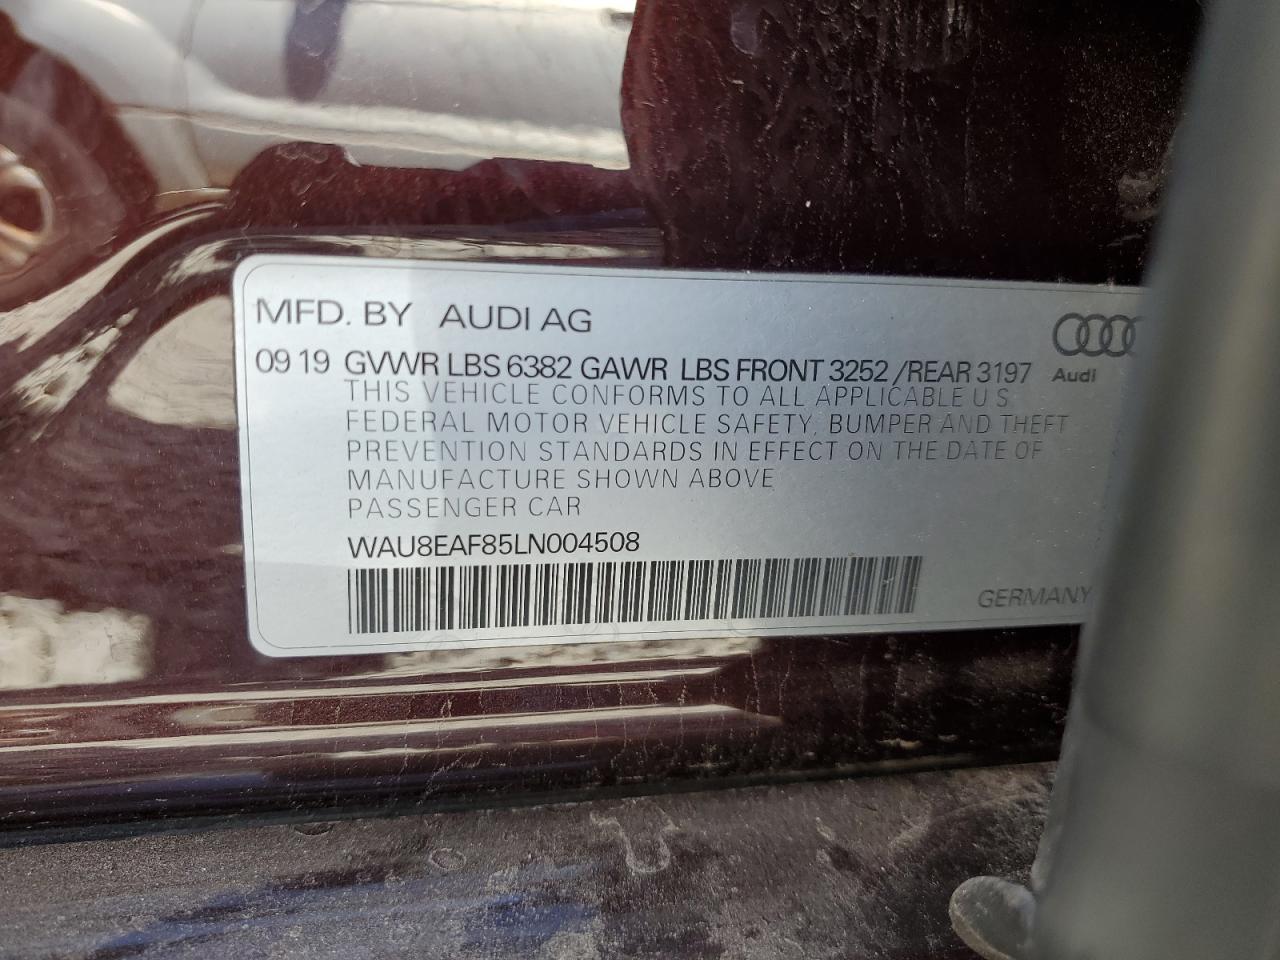 MFD. BY AUDI AG
09 19 GVWR LBS 6382 GAWR LBS FRONT 3252 /REAR 3197
Audi
THIS VEHICLE CONFORMS TO ALL APPLICABLE U S
FEDERAL MOTOR VEHICLE SAFETY, BUMPER AND THEFT
PREVENTION STANDARDS IN EFFECT ON THE DATE OF
MANUFACTURE SHOWN ABOVE
PASSENGER CAR
WAU8EAF85LN004508
GERMANY